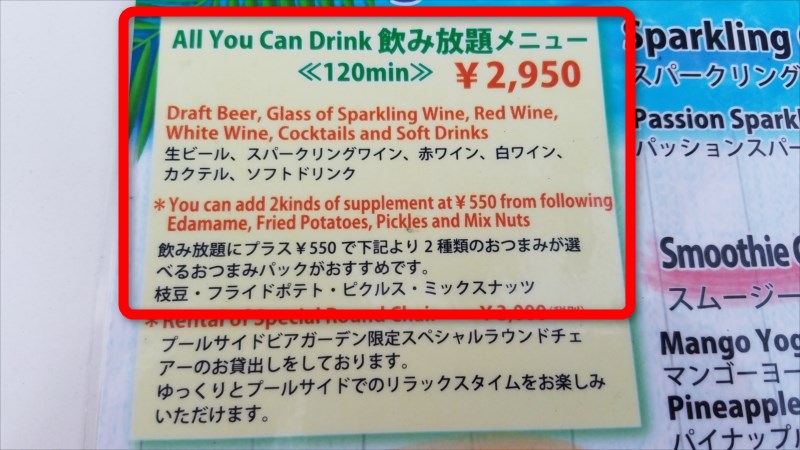 All You Can Drink 飲み放題メニュー
≪120min≫ ￥2,950
Draft Beer, Glass of Sparkling Wine, Red Wine,
White Wine, Cocktails and Soft Drinks
生ビール、スパークリングワイン、赤ワイン、白ワイン、
カクテル、ソフトドリンク
＊You can add 2kinds of supplement at￥550 from following
Edamame, Fried Potatoes, Pickles and Mix Nuts
飲み放題にプラス￥550で下記より2種類のおつまみが選
べるおつまみパックがおすすめです。
枝豆・フライドポテト・ピクルス・ミックスナッツ
＊Rental of Special Round Chair
プールサイドビアガーデン限定スペシャルラウンドチェ
アーのお貸出しをしております。
ゆっくりとプールサイドでのリラックスタイムをお楽しみ
いただけます。
Sparkling
スパークリング
Passion Sparkl
パッションスパー
Smoothie
スムージー
Mango Yog
マンゴーヨー
Pineapple
パイナップル